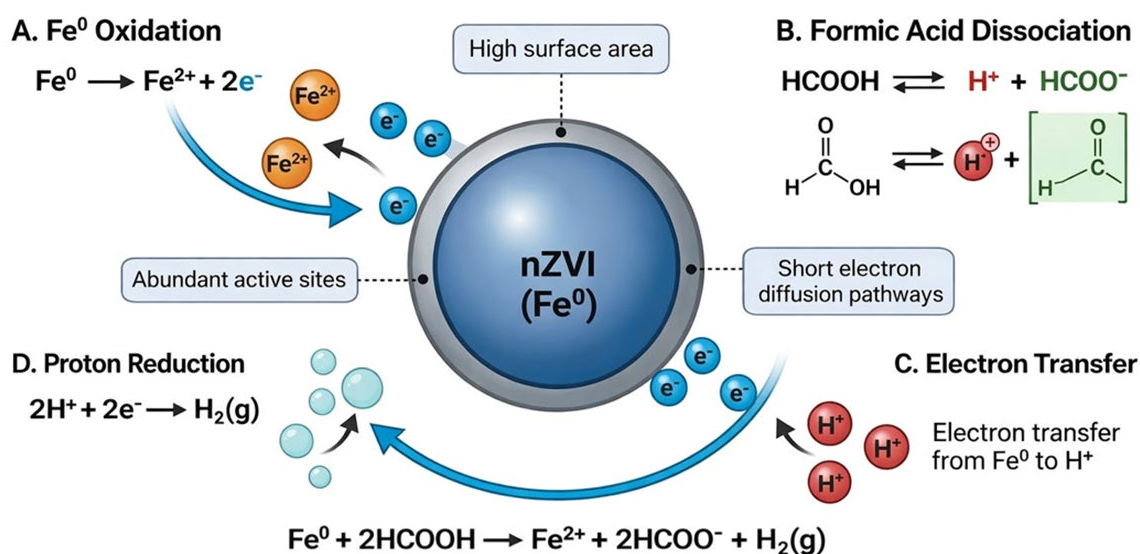 A. Fe⁰ Oxidation
Fe⁰ ⟶ Fe²⁺ + 2e⁻
Fe²⁺
Fe²⁺
e⁻
e⁻
e⁻
High surface area
B. Formic Acid Dissociation
HCOOH ⇌ H⁺ + HCOO⁻
O
H C OH
⇌ H⁻ + +
O
H C
Abundant active sites
nZVI
(Fe⁰)
Short electron
diffusion pathways
D. Proton Reduction
2H⁺ + 2e⁻ ⟶ H₂(g)
e⁻
e⁻
e⁻
C. Electron Transfer
H⁺
H⁺
H⁺
Electron transfer
from Fe⁰ to H⁺
Fe⁰ + 2HCOOH ⟶ Fe²⁺ + 2HCOO⁻ + H₂(g)